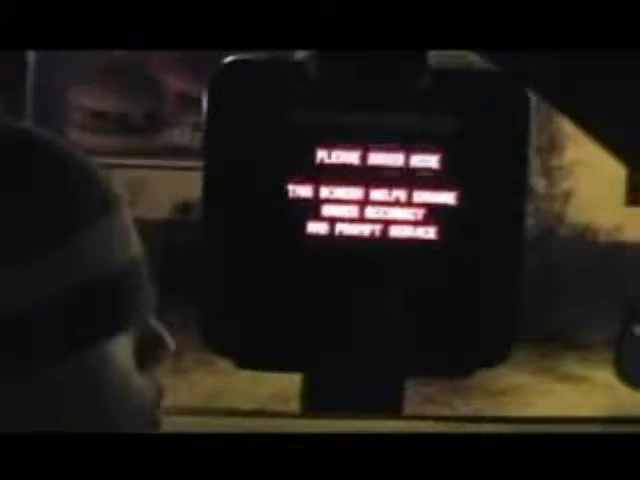 PLEASE ORDER HERE
THIS SCREEN HELPS ENSURE
ORDER ACCURACY
AND PROMPT SERVICE